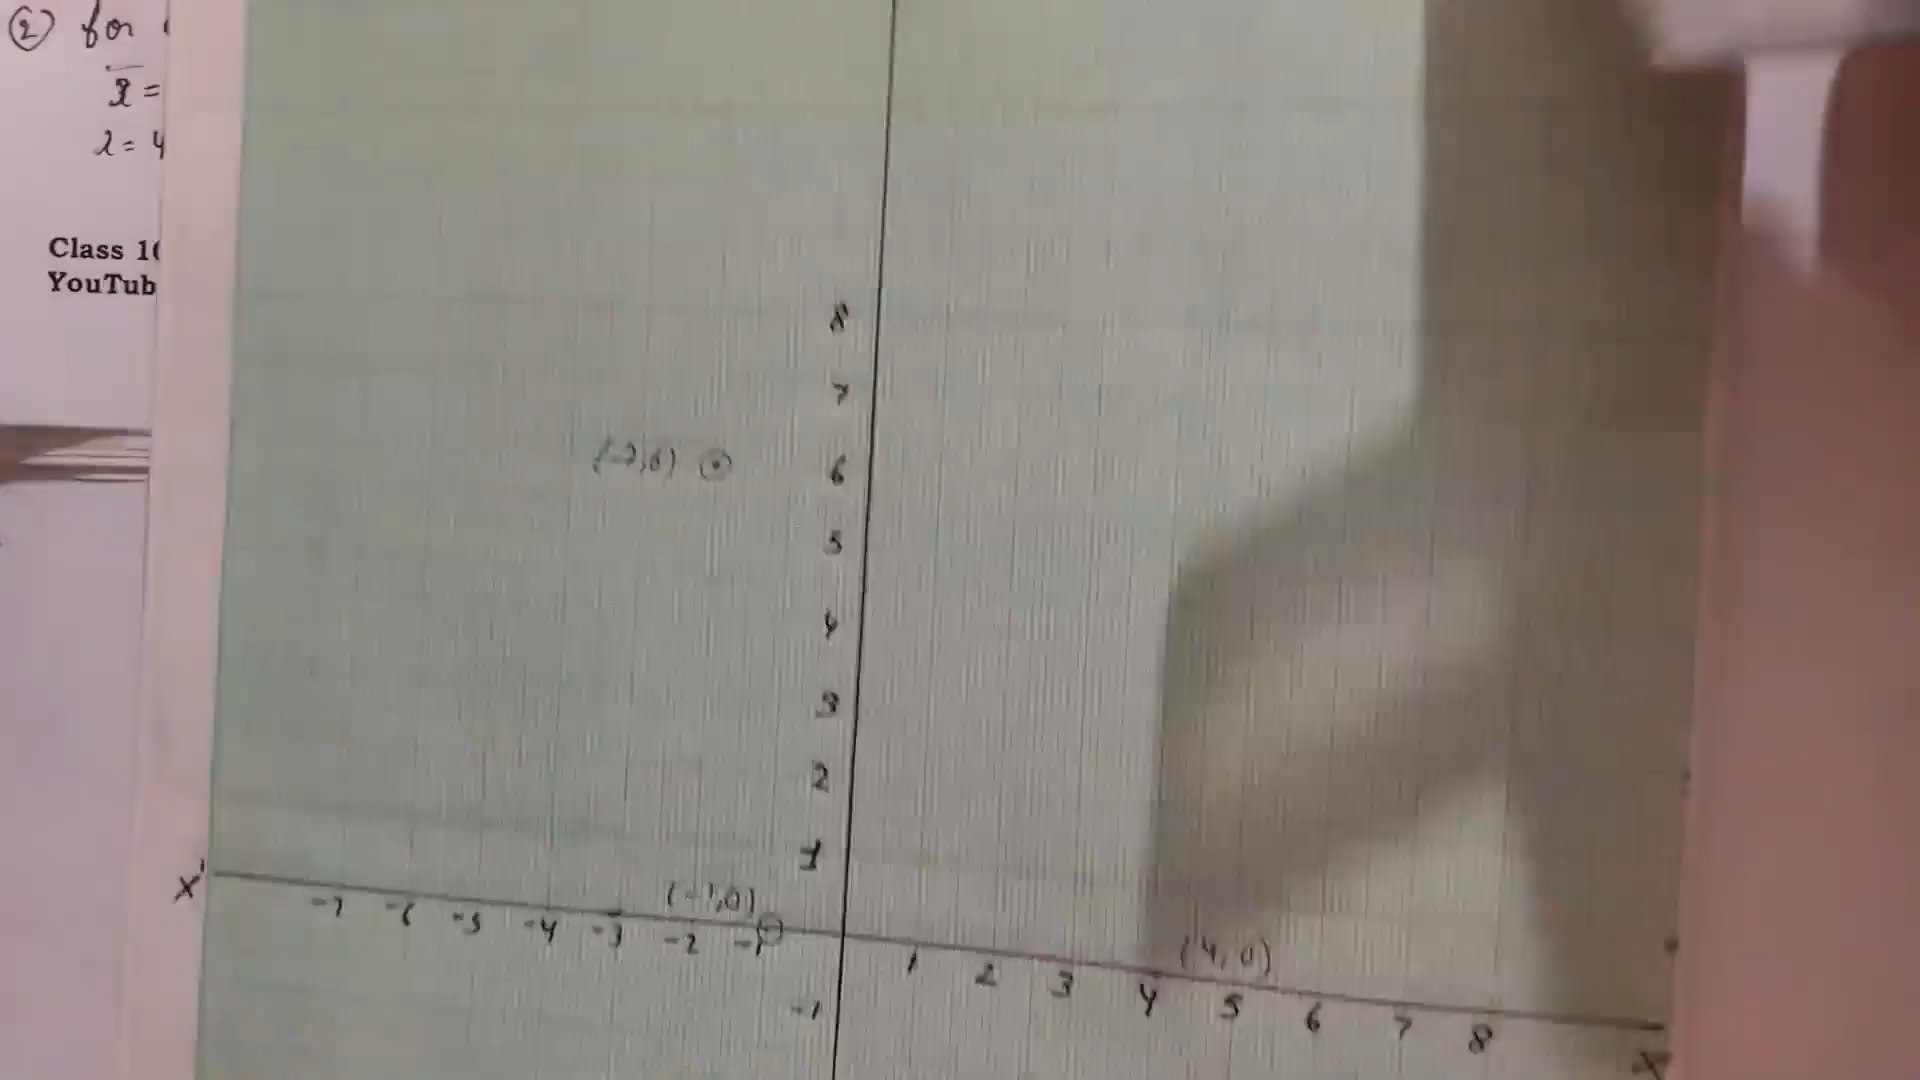 ② for
x =
λ = 4
Class 10
YouTub
8
7
(-2,6)
6
5
4
3
2
1
X'
(-1,0)
-7 -6 -5 -4 -3 -2 -1
(4,0)
1 2 3 4 5 6 7 8
-1
X